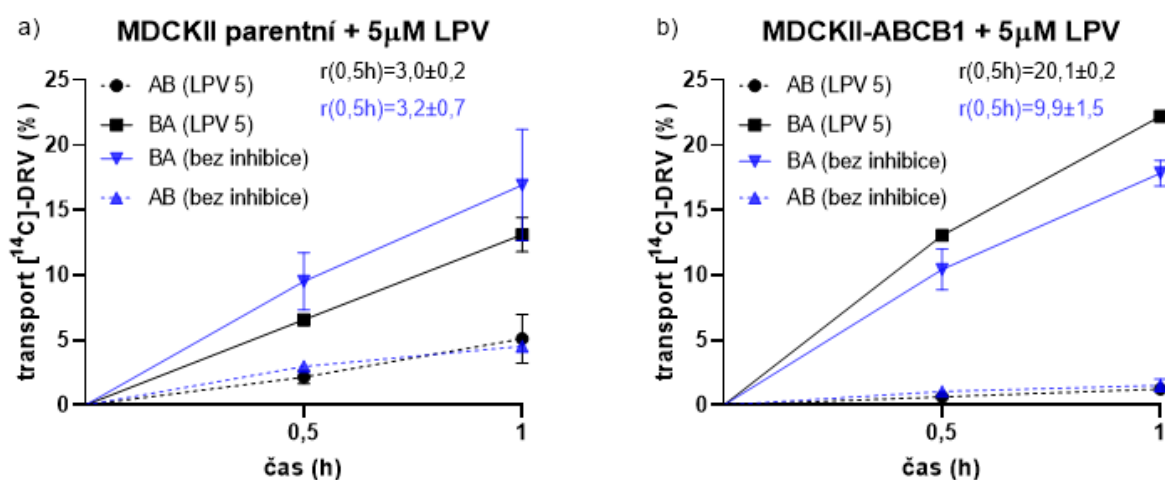 a)
MDCKII parentní + 5μM LPV
r(0,5h)=3,0±0,2
r(0,5h)=3,2±0,7
AB (LPV 5)
BA (LPV 5)
BA (bez inhibice)
AB (bez inhibice)
transport [¹⁴C]-DRV (% )
25
20
15
10
5
0
0,5
1
čas (h)
b)
MDCKII-ABCB1 + 5μM LPV
r(0,5h)=20,1±0,2
r(0,5h)=9,9±1,5
AB (LPV 5)
BA (LPV 5)
BA (bez inhibice)
AB (bez inhibice)
transport [¹⁴C]-DRV (% )
25
20
15
10
5
0
0,5
1
čas (h)